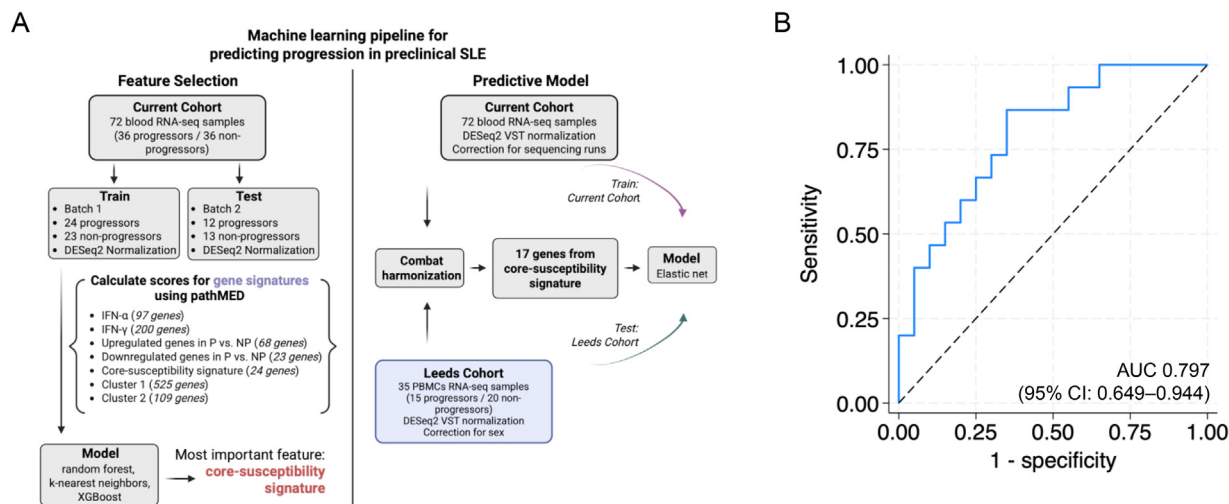 A
Machine learning pipeline for
predicting progression in preclinical SLE
Feature Selection
Current Cohort
72 blood RNA-seq samples
(36 progressors / 36 non-
progressors)
Train
• Batch 1
• 24 progressors
• 23 non-progressors
• DESeq2 Normalization
Test
• Batch 2
• 12 progressors
• 13 non-progressors
• DESeq2 Normalization
Calculate scores for gene signatures
using pathMED
• IFN-α (97 genes)
• IFN-γ (200 genes)
• Upregulated genes in P vs. NP (68 genes)
• Downregulated genes in P vs. NP (23 genes)
• Core-susceptibility signature (24 genes)
• Cluster 1 (525 genes)
• Cluster 2 (109 genes)
Model
random forest,
k-nearest neighbors,
XGBoost
Most important feature:
core-susceptibility
signature
Predictive Model
Current Cohort
72 blood RNA-seq samples
DESeq2 VST normalization
Correction for sequencing runs
Train:
Current Cohort
Combat
harmonization
17 genes from
core-susceptibility
signature
Model
Elastic net
Test:
Leeds Cohort
Leeds Cohort
35 PBMCs RNA-seq samples
(15 progressors / 20 non-
progressors)
DESeq2 VST normalization
Correction for sex
B
Sensitivity
1.00
0.75
0.50
0.25
0.00
AUC 0.797
(95% CI: 0.649–0.944)
0.00 0.25 0.50 0.75 1.00
1 - specificity